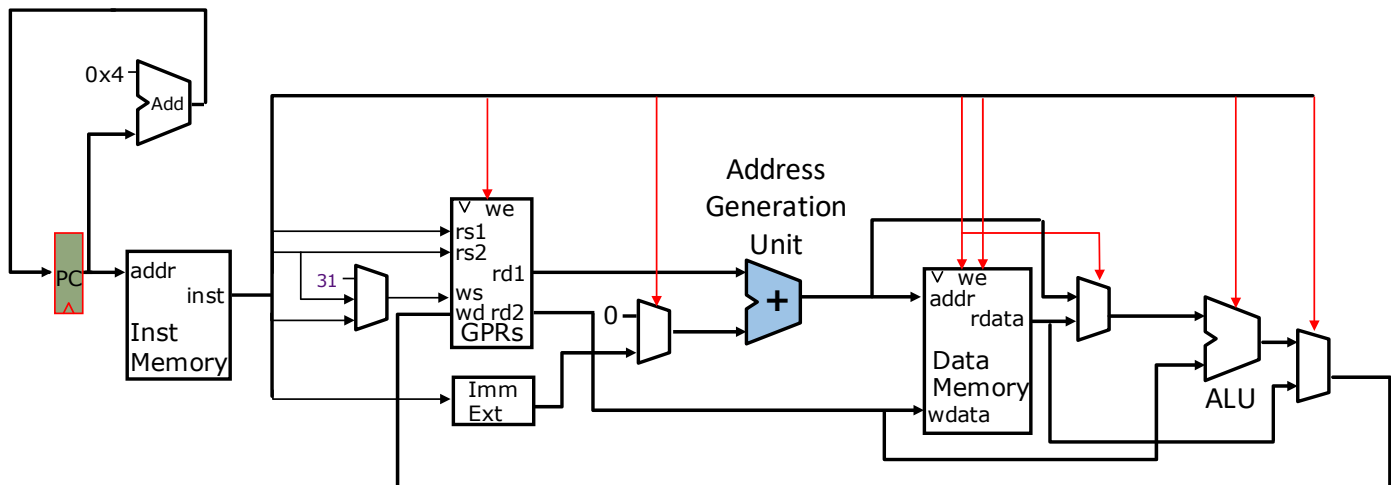 0x4
Add
PC
addr
inst
Inst
Memory
31
we
rs1
rs2
rd1
ws
wd rd2
GPRs
Imm
Ext
0
Address
Generation
Unit
+
we
addr
rdata
Data
Memory
wdata
ALU